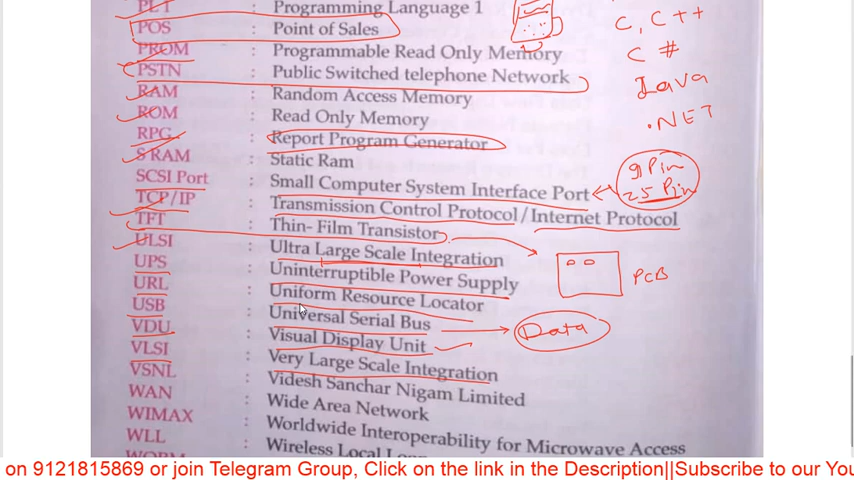 PL1 : Programming Language 1
POS : Point of Sales
PROM : Programmable Read Only Memory
PSTN : Public Switched telephone Network
RAM : Random Access Memory
ROM : Read Only Memory
RPG : Report Program Generator
SRAM : Static Ram
SCSI Port : Small Computer System Interface Port
TCP/IP : Transmission Control Protocol/Internet Protocol
TFT : Thin-Film Transistor
ULSI : Ultra Large Scale Integration
UPS : Uninterruptible Power Supply
URL : Uniform Resource Locator
USB : Universal Serial Bus
VDU : Visual Display Unit
VLSI : Very Large Scale Integration
VSNL : Videsh Sanchar Nigam Limited
WAN : Wide Area Network
WIMAX : Worldwide Interoperability for Microwave Access
WLL : Wireless Local
C, C++
C #
Java
.NET
9 Pin
25 Pin
PCB
Data
on 9121815869 or join Telegram Group, Click on the link in the Description||Subscribe to our You